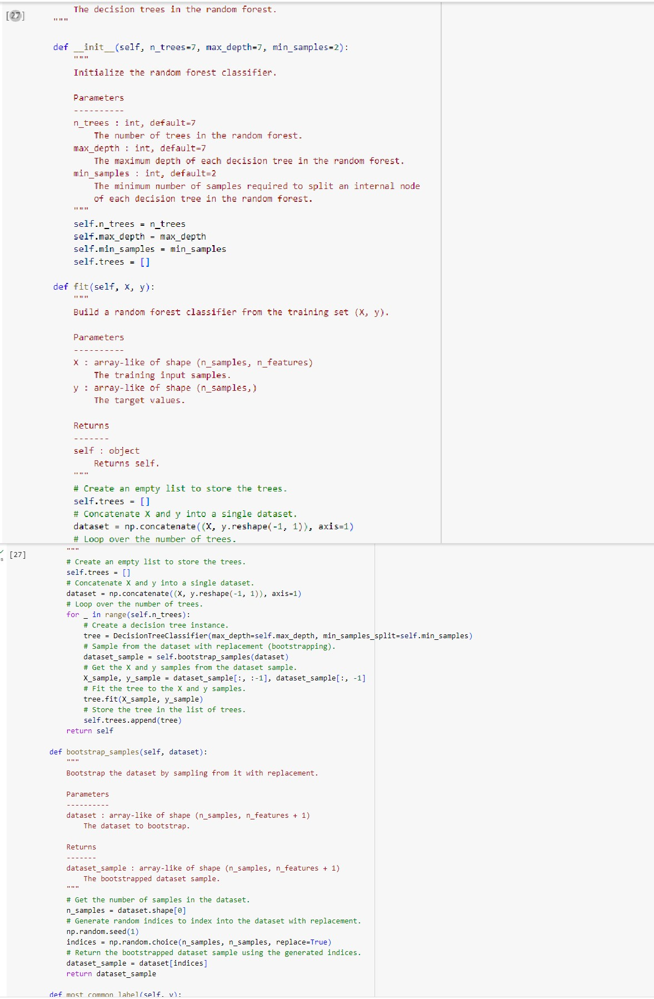 The decision trees in the random forest.
[27]
"""
def __init__(self, n_trees=7, max_depth=7, min_samples=2):
"""
Initialize the random forest classifier.
Parameters
----------
n_trees : int, default=7
The number of trees in the random forest.
max_depth : int, default=7
The maximum depth of each decision tree in the random forest.
min_samples : int, default=2
The minimum number of samples required to split an internal node
of each decision tree in the random forest.
"""
self.n_trees = n_trees
self.max_depth = max_depth
self.min_samples = min_samples
self.trees = []
def fit(self, X, y):
"""
Build a random forest classifier from the training set (X, y).
Parameters
----------
X : array-like of shape (n_samples, n_features)
The training input samples.
y : array-like of shape (n_samples,)
The target values.
Returns
-------
self : object
Returns self.
"""
# Create an empty list to store the trees.
self.trees = []
# Concatenate X and y into a single dataset.
dataset = np.concatenate((X, y.reshape(-1, 1)), axis=1)
# Loop over the number of trees.
"""
[27]
# Create an empty list to store the trees.
self.trees = []
# Concatenate X and y into a single dataset.
dataset = np.concatenate((X, y.reshape(-1, 1)), axis=1)
# Loop over the number of trees.
for _ in range(self.n_trees):
# Create a decision tree instance.
tree = DecisionTreeClassifier(max_depth=self.max_depth, min_samples_split=self.min_samples)
# Sample from the dataset with replacement (bootstrapping).
dataset_sample = self.bootstrap_samples(dataset)
# Get the X and y samples from the dataset sample.
X_sample, y_sample = dataset_sample[:, :-1], dataset_sample[:, -1]
# Fit the tree to the X and y samples.
tree.fit(X_sample, y_sample)
# Store the tree in the list of trees.
self.trees.append(tree)
return self
def bootstrap_samples(self, dataset):
"""
Bootstrap the dataset by sampling from it with replacement.
Parameters
----------
dataset : array-like of shape (n_samples, n_features + 1)
The dataset to bootstrap.
Returns
-------
dataset_sample : array-like of shape (n_samples, n_features + 1)
The bootstrapped dataset sample.
"""
# Get the number of samples in the dataset.
n_samples = dataset.shape[0]
# Generate random indices to index into the dataset with replacement.
np.random.seed(1)
indices = np.random.choice(n_samples, n_samples, replace=True)
# Return the bootstrapped dataset sample using the generated indices.
dataset_sample = dataset[indices]
return dataset_sample
def most_common_label(self, y):